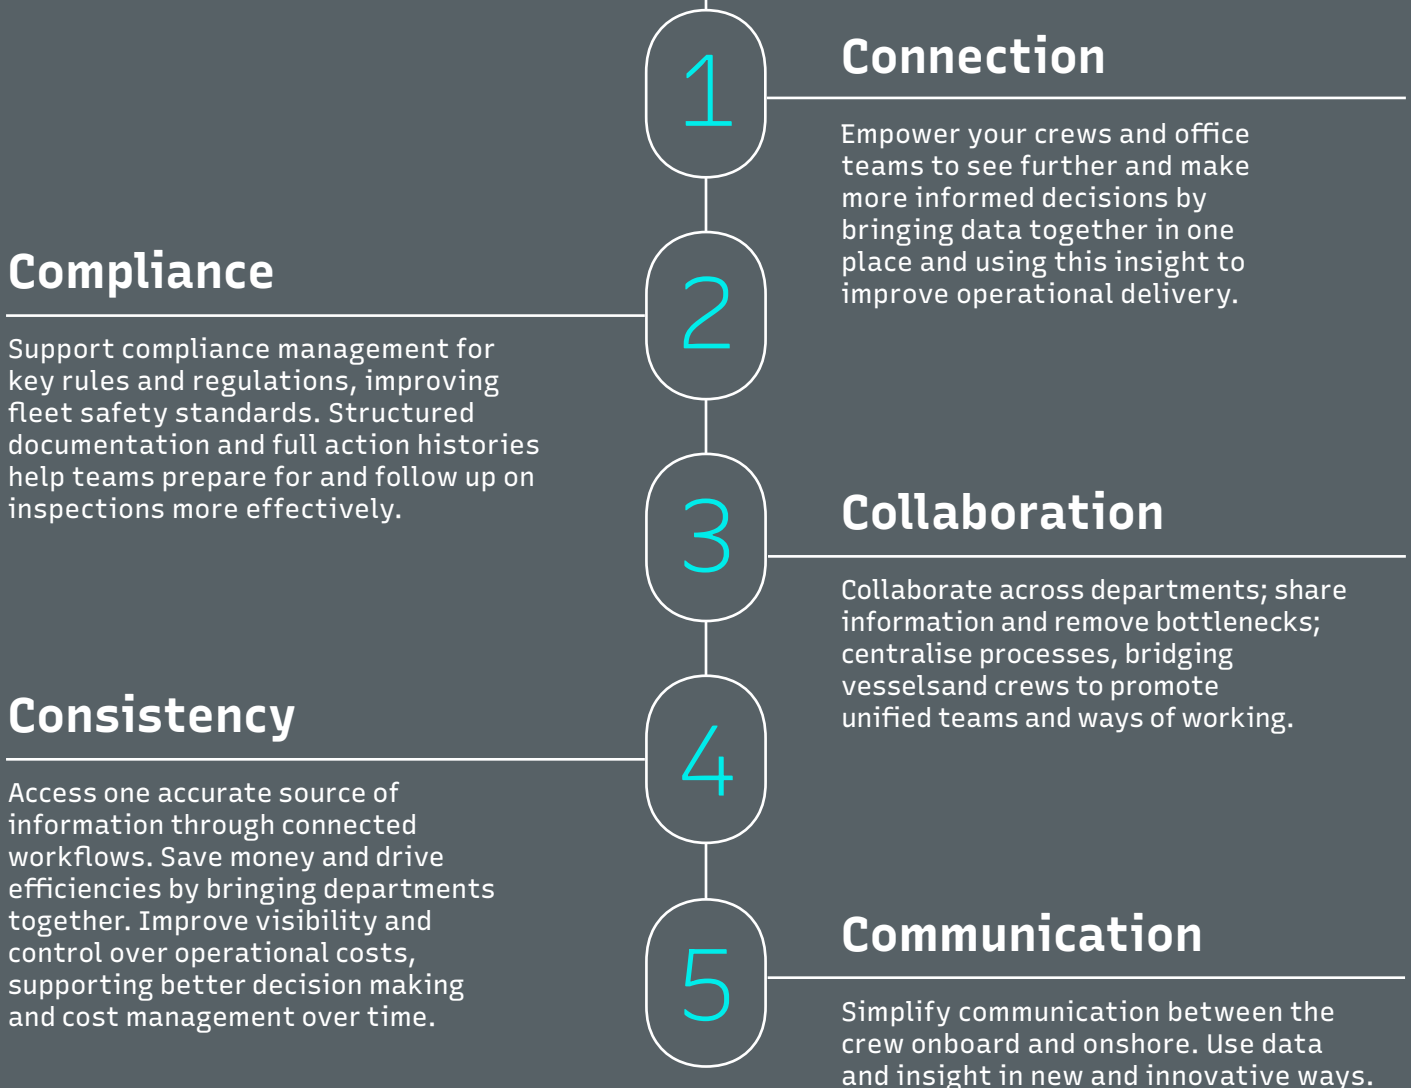 1
Connection
Empower your crews and office
teams to see further and make
more informed decisions by
bringing data together in one
place and using this insight to
improve operational delivery.
2
Compliance
Support compliance management for
key rules and regulations, improving
fleet safety standards. Structured
documentation and full action histories
help teams prepare for and follow up on
inspections more effectively.
3
Collaboration
Collaborate across departments; share
information and remove bottlenecks;
centralise processes, bridging
vesselsand crews to promote
unified teams and ways of working.
4
Consistency
Access one accurate source of
information through connected
workflows. Save money and drive
efficiencies by bringing departments
together. Improve visibility and
control over operational costs,
supporting better decision making
and cost management over time.
5
Communication
Simplify communication between the
crew onboard and onshore. Use data
and insight in new and innovative ways.